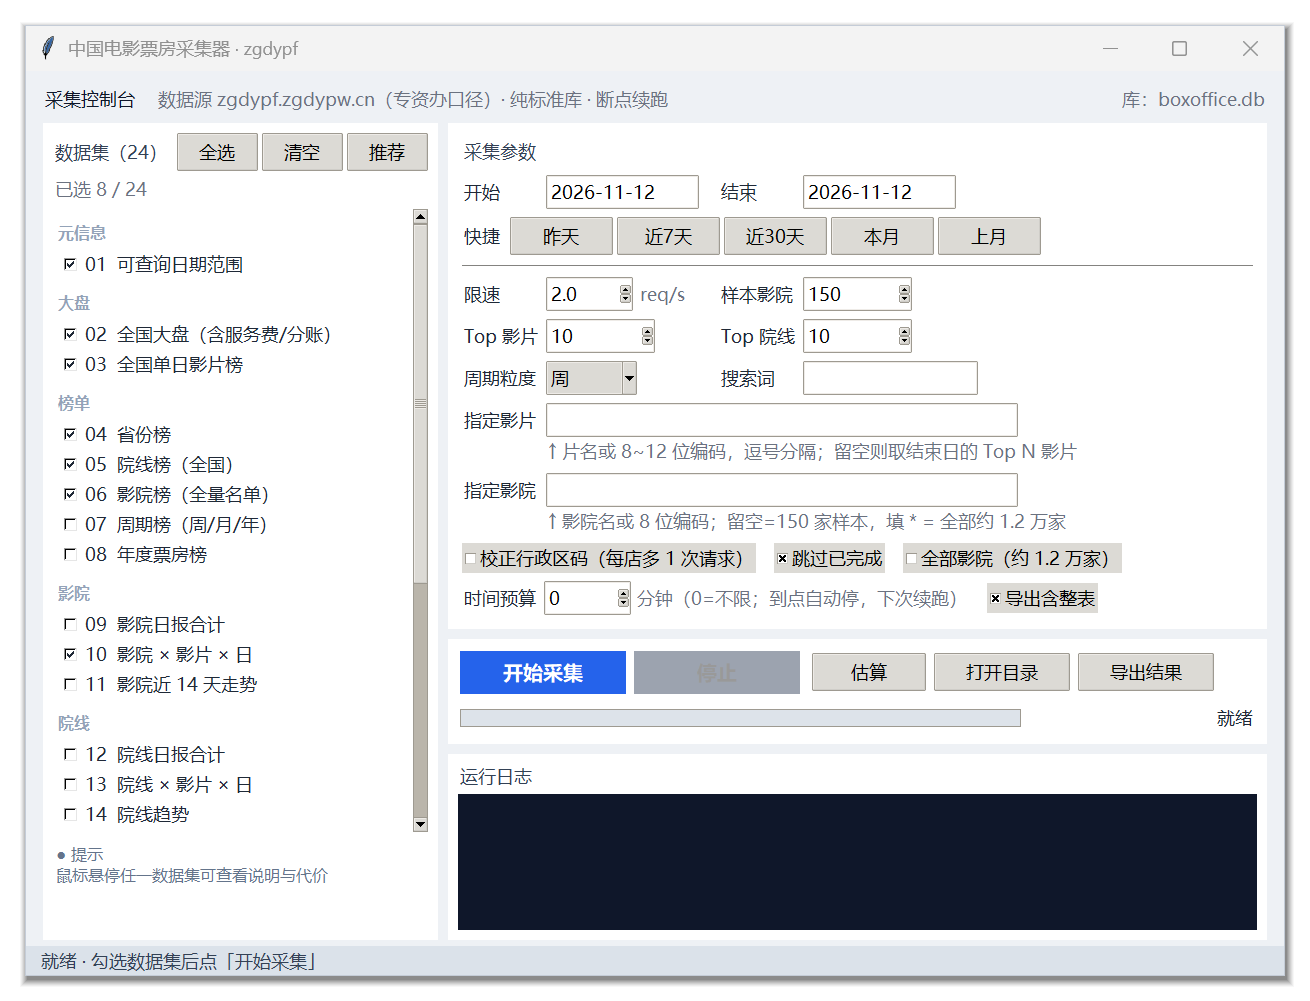 中国电影票房采集器 · zgdypf
采集控制台 数据源 zgdypf.zgdypw.cn（专资办口径）· 纯标准库 · 断点续跑 库：boxoffice.db
数据集（24） 全选 清空 推荐
已选 8 / 24
元信息
01 可查询日期范围
大盘
02 全国大盘（含服务费/分账）
03 全国单日影片榜
榜单
04 省份榜
05 院线榜（全国）
06 影院榜（全量名单）
07 周期榜（周/月/年）
08 年度票房榜
影院
09 影院日报合计
10 影院 × 影片 × 日
11 影院近 14 天走势
院线
12 院线日报合计
13 院线 × 影片 × 日
14 院线趋势
● 提示
鼠标悬停任一数据集可查看说明与代价
采集参数
开始 2026-11-12 结束 2026-11-12
快捷 昨天 近7天 近30天 本月 上月
限速 2.0 req/s 样本影院 150
Top 影片 10 Top 院线 10
周期粒度 周 搜索词
指定影片
↑ 片名或 8~12 位编码，逗号分隔；留空则取结束日的 Top N 影片
指定影院
↑ 影院名或 8 位编码；留空=150 家样本，填 * = 全部约 1.2 万家
校正行政区码（每店多 1 次请求） 跳过已完成 全部影院（约 1.2 万家）
时间预算 0 分钟（0=不限；到点自动停，下次续跑） 导出含整表
开始采集 停止 估算 打开目录 导出结果
就绪
运行日志
就绪 · 勾选数据集后点「开始采集」